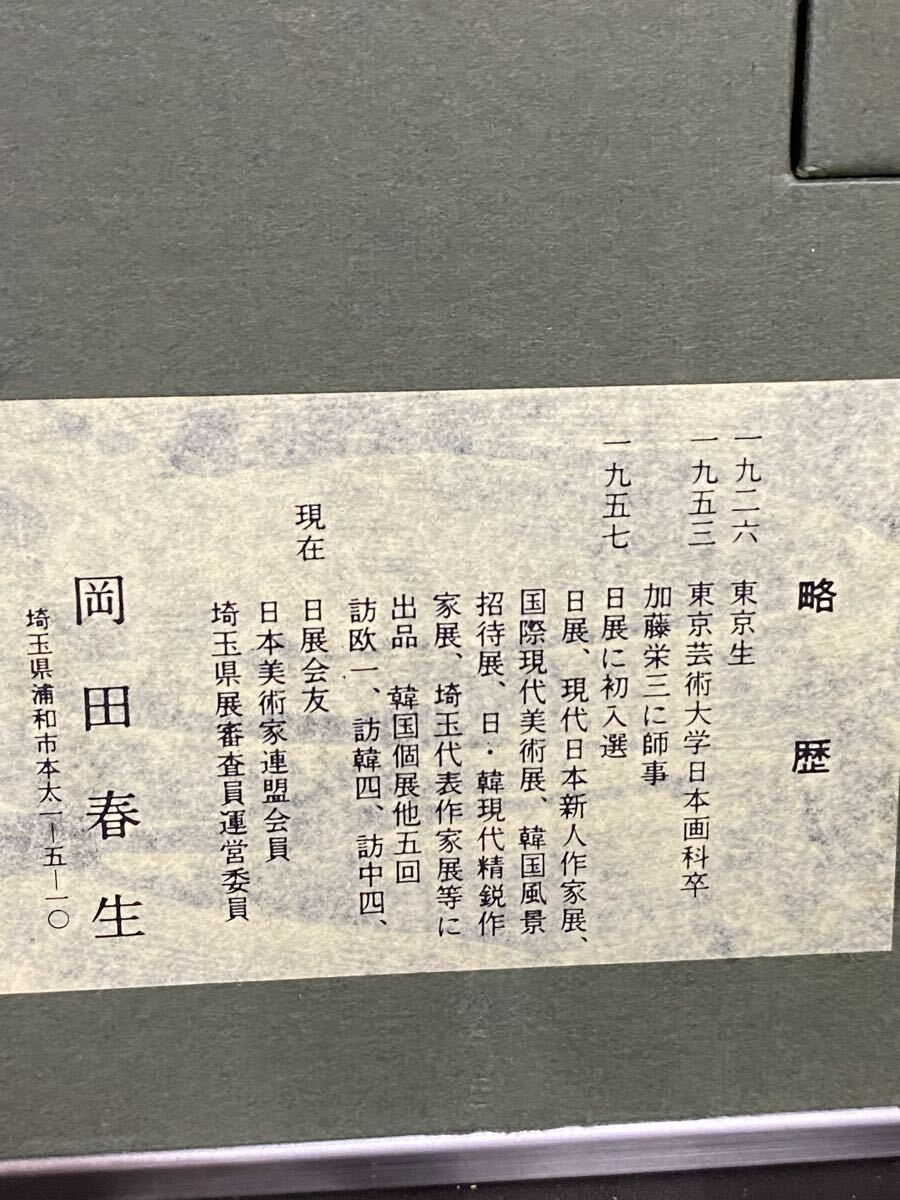 略歴
一九二六 東京生
一九五三 東京芸術大学日本画科卒
加藤栄三に師事
一九五七 日展に初入選
日展、現代日本新人作家展、
国際現代美術展、韓国風景
招待展、日・韓現代精鋭作
家展、埼玉代表作家展等に
出品 韓国個展他五回
訪欧一、訪韓四、訪中四、
現在 日展会友
日本美術家連盟会員
埼玉県展審査員運営委員
岡田春生
埼玉県浦和市本太一―五―一〇